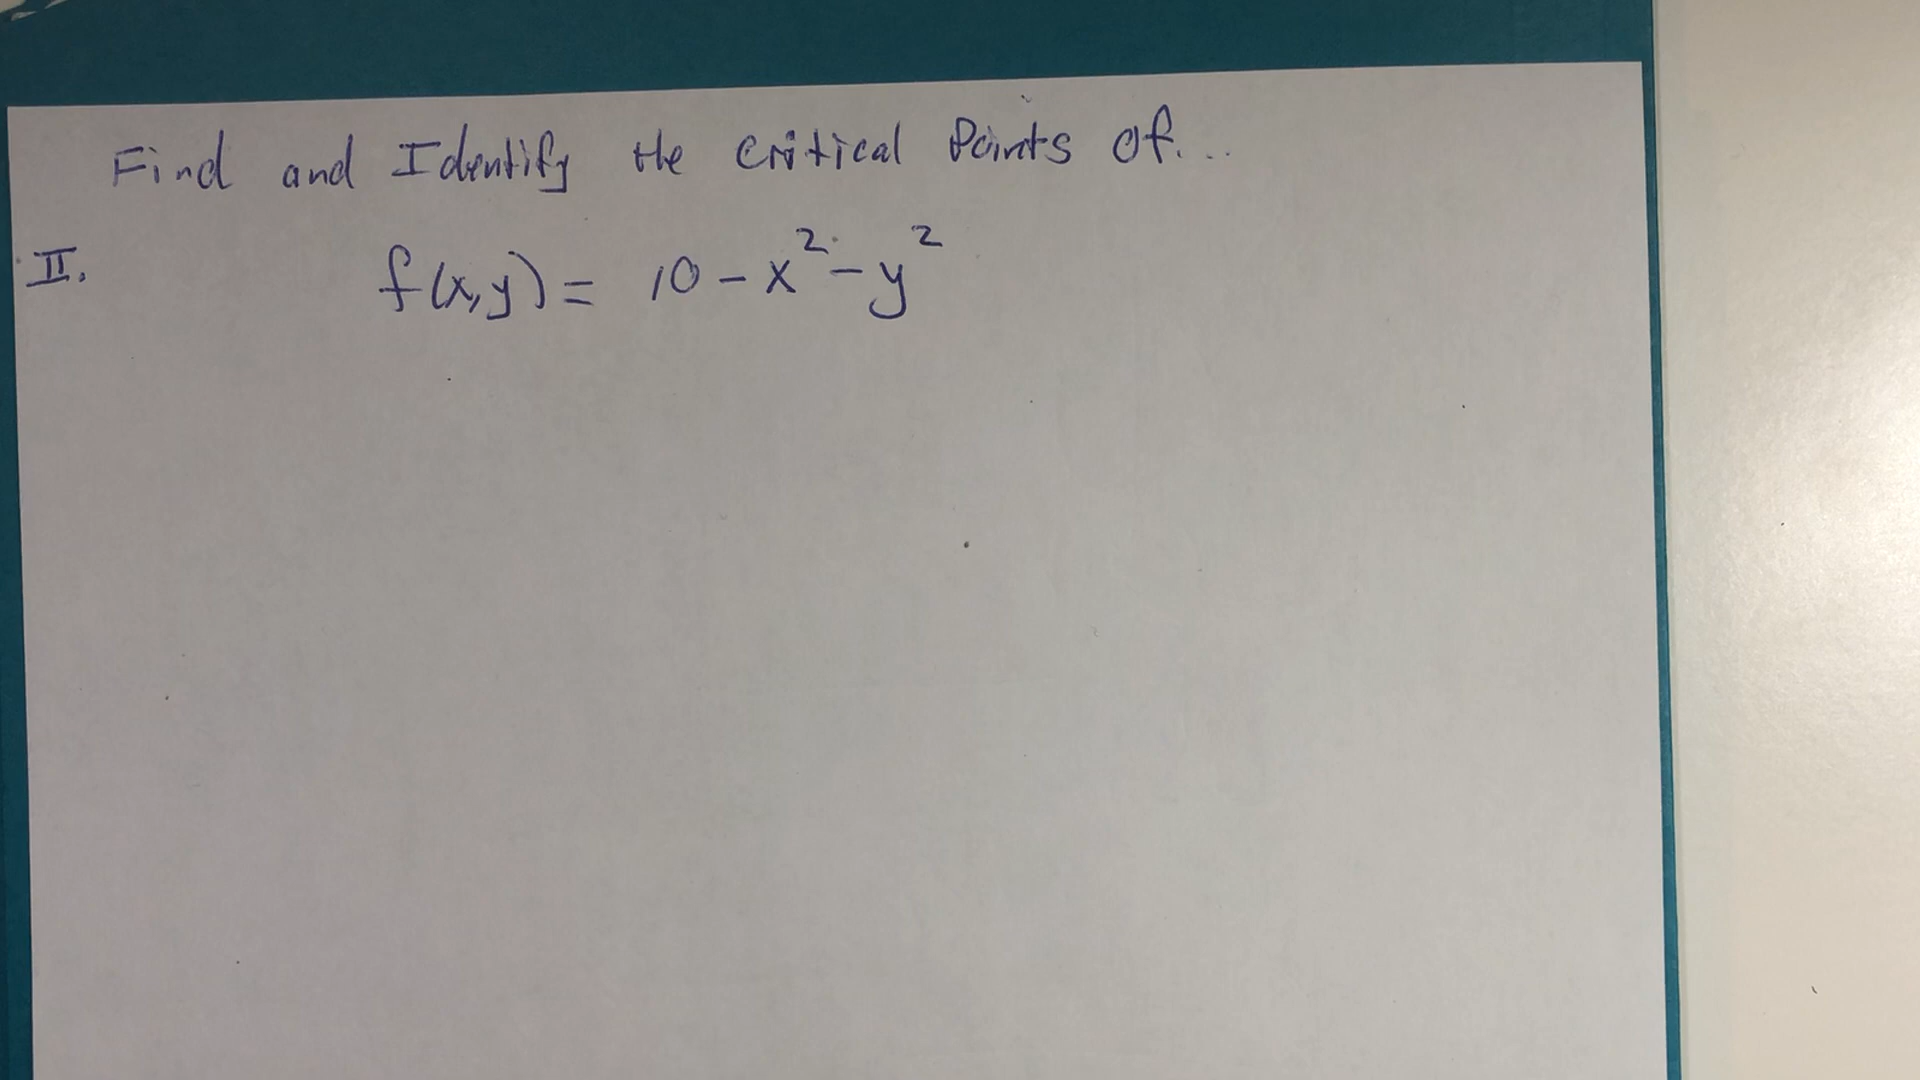 Find and Identify the Critical Points of...
II. f(x,y) = 10 - x² - y²